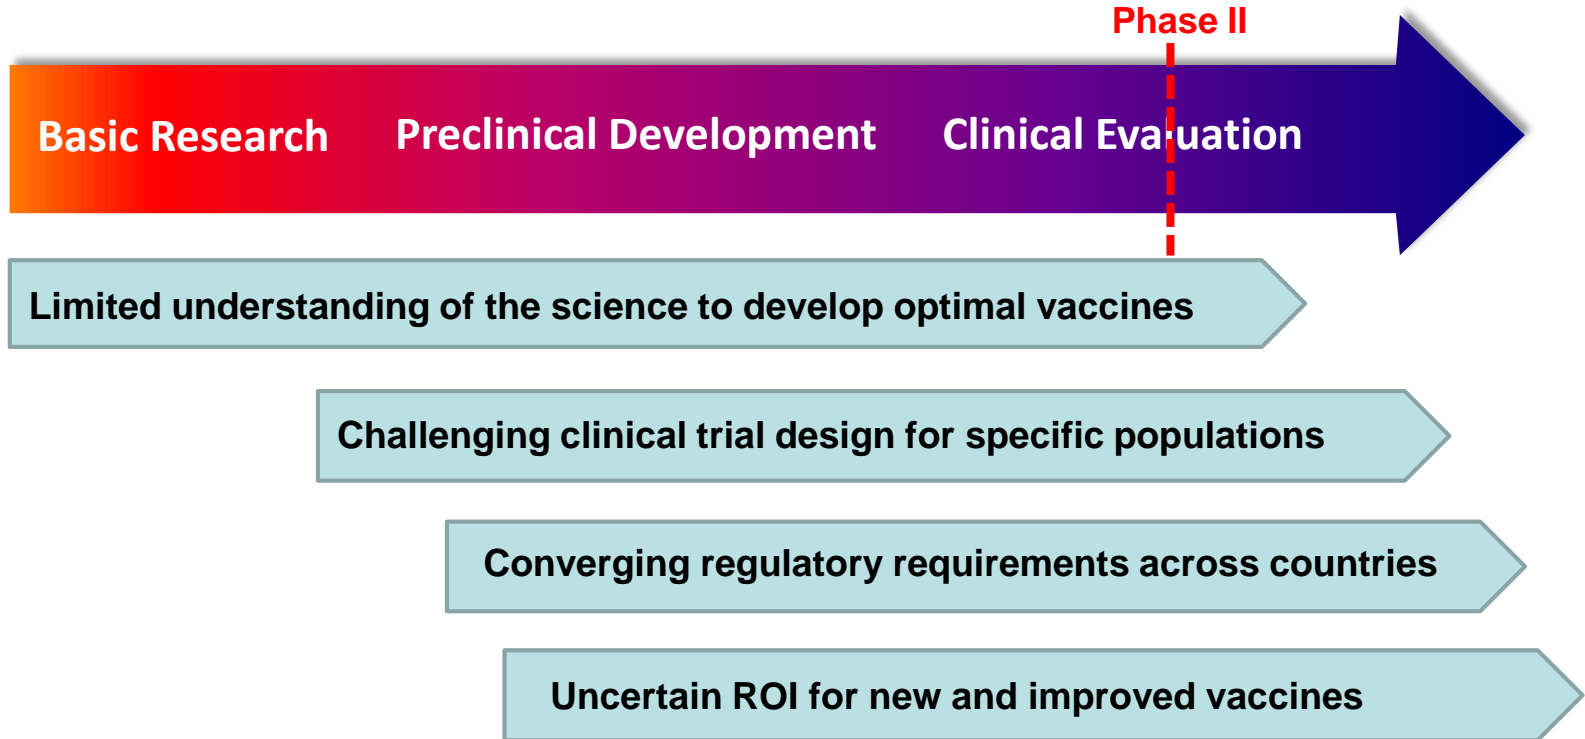 Phase II
Basic Research
Preclinical Development
Clinical Evaluation
Limited understanding of the science to develop optimal vaccines
Challenging clinical trial design for specific populations
Converging regulatory requirements across countries
Uncertain ROI for new and improved vaccines